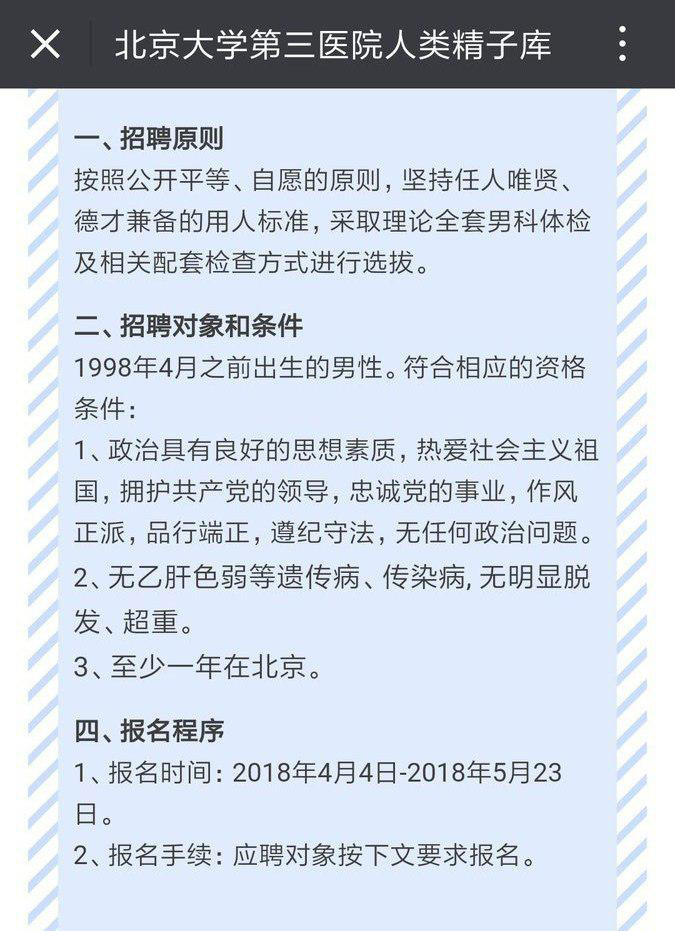 北京大学第三医院人类精子库
一、招聘原则
按照公开平等、自愿的原则，坚持任人唯贤、
德才兼备的用人标准，采取理论全套男科体检
及相关配套检查方式进行选拔。
二、招聘对象和条件
1998年4月之前出生的男性。符合相应的资格
条件：
1、政治具有良好的思想素质，热爱社会主义祖
国，拥护共产党的领导，忠诚党的事业，作风
正派，品行端正，遵纪守法，无任何政治问题。
2、无乙肝色弱等遗传病、传染病, 无明显脱
发、超重。
3、至少一年在北京。
四、报名程序
1、报名时间：2018年4月4日-2018年5月23
日。
2、报名手续：应聘对象按下文要求报名。